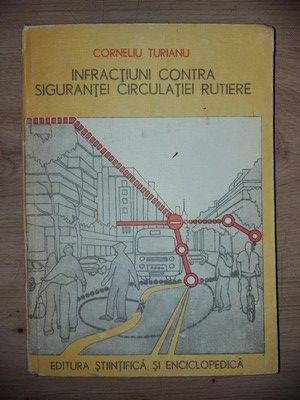 CORNELIU TURIANU
INFRACȚIUNI CONTRA
SIGURANȚEI CIRCULAȚIEI RUTIERE
EDITURA ȘTIINȚIFICĂ ȘI ENCICLOPEDICĂ